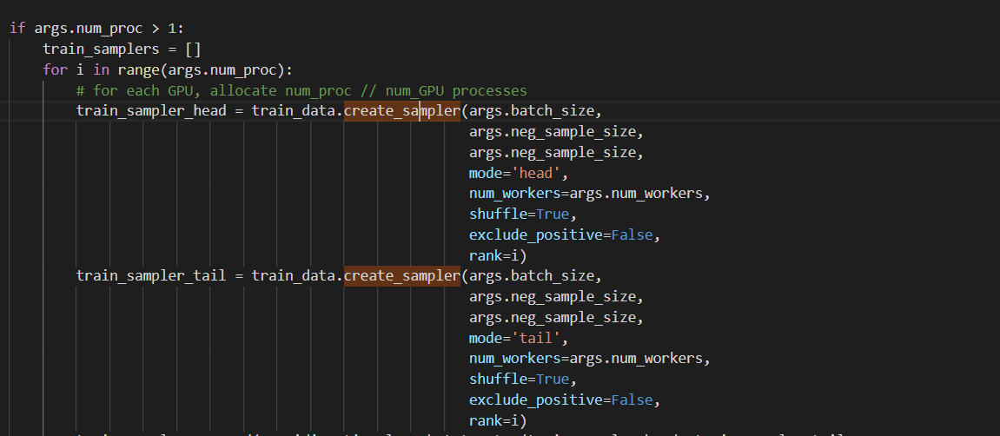 if args.num_proc > 1:
    train_samplers = []
    for i in range(args.num_proc):
        # for each GPU, allocate num_proc // num_GPU processes
        train_sampler_head = train_data.create_sampler(args.batch_size,
                                                       args.neg_sample_size,
                                                       args.neg_sample_size,
                                                       mode='head',
                                                       num_workers=args.num_workers,
                                                       shuffle=True,
                                                       exclude_positive=False,
                                                       rank=i)
        train_sampler_tail = train_data.create_sampler(args.batch_size,
                                                       args.neg_sample_size,
                                                       args.neg_sample_size,
                                                       mode='tail',
                                                       num_workers=args.num_workers,
                                                       shuffle=True,
                                                       exclude_positive=False,
                                                       rank=i)